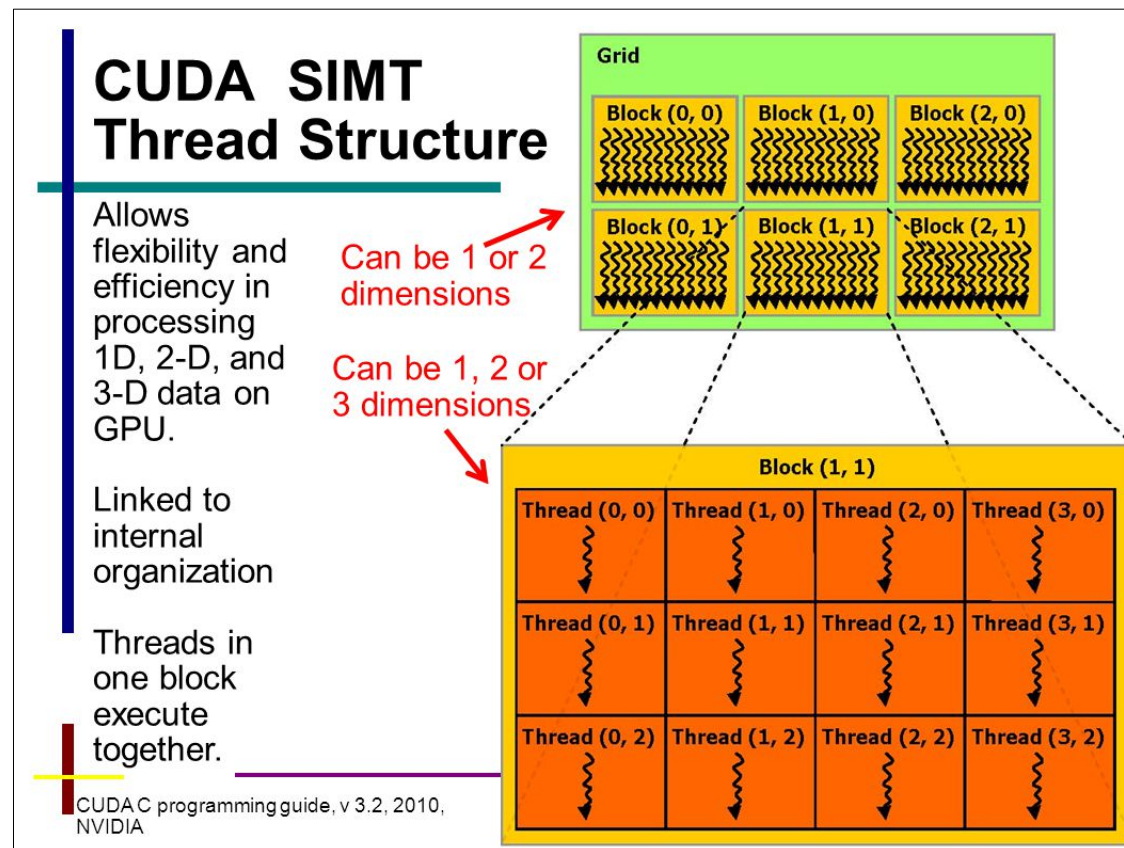 CUDA SIMT
Thread Structure
Allows
flexibility and
efficiency in
processing
1D, 2-D, and
3-D data on
GPU.
Linked to
internal
organization
Threads in
one block
execute
together.
CUDA C programming guide, v 3.2, 2010,
NVIDIA
Can be 1 or 2
dimensions
Can be 1, 2 or
3 dimensions
Grid
Block (0, 0) Block (1, 0) Block (2, 0)
Block (0, 1) Block (1, 1) Block (2, 1)
Block (1, 1)
Thread (0, 0) Thread (1, 0) Thread (2, 0) Thread (3, 0)
Thread (0, 1) Thread (1, 1) Thread (2, 1) Thread (3, 1)
Thread (0, 2) Thread (1, 2) Thread (2, 2) Thread (3, 2)